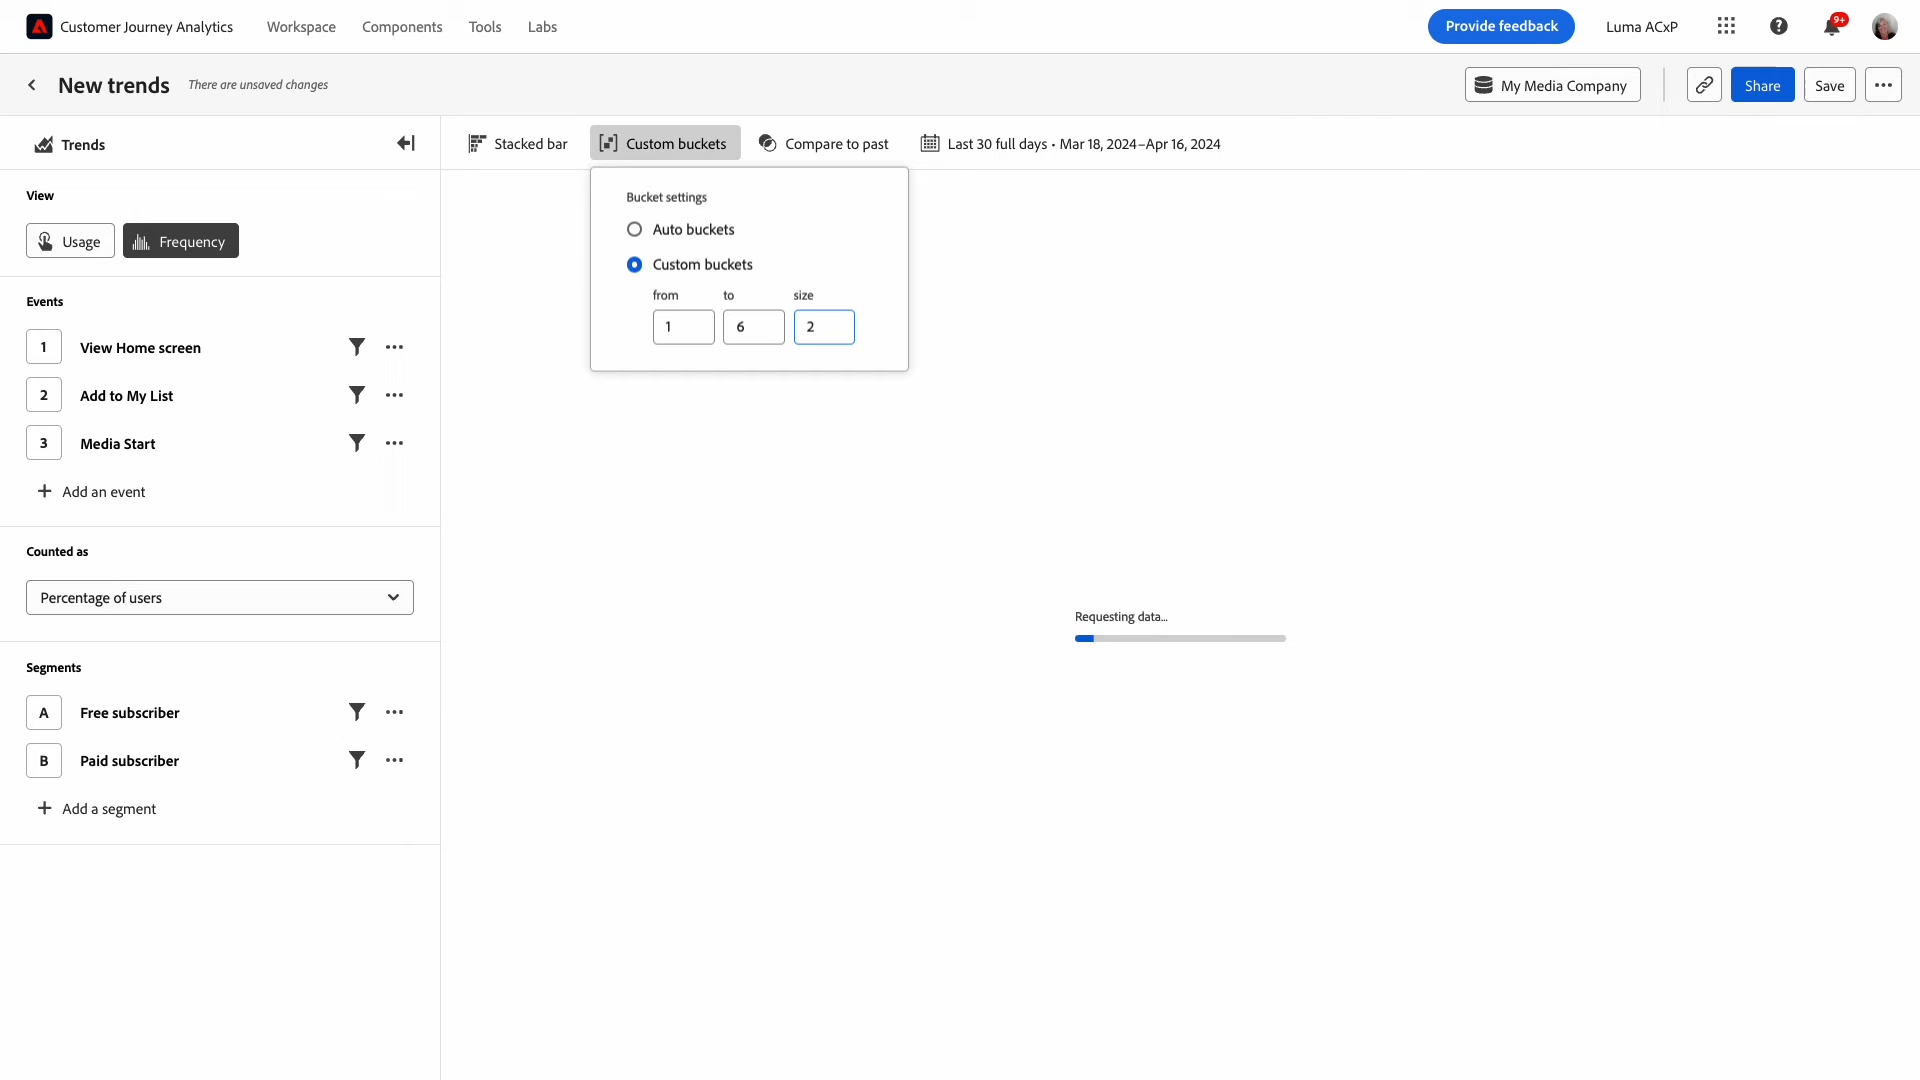 Customer Journey Analytics
Workspace
Components
Tools
Labs
Provide feedback
Luma ACxP
9+
New trends
There are unsaved changes
My Media Company
Share
Save
Trends
Stacked bar
Custom buckets
Compare to past
Last 30 full days • Mar 18, 2024–Apr 16, 2024
View
Usage
Frequency
Bucket settings
Auto buckets
Custom buckets
from to size
1 6 2
Events
1 View Home screen
2 Add to My List
3 Media Start
Add an event
Counted as
Percentage of users
Requesting data...
Segments
A Free subscriber
B Paid subscriber
Add a segment